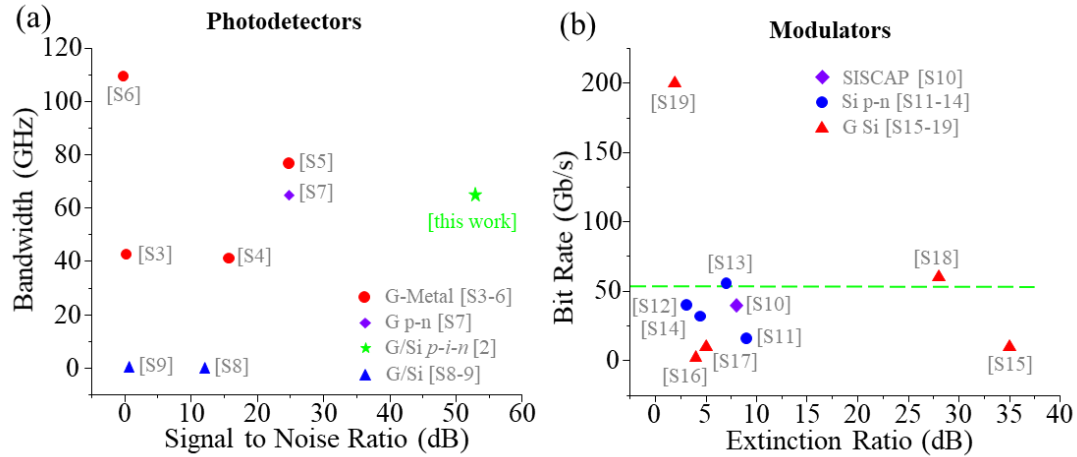 (a)
Photodetectors
120
100
80
60
40
20
0
Bandwidth (GHz)
[S6]
[S5]
[S7]
[this work]
[S3]
[S4]
[S9]
[S8]
G-Metal [S3-6]
G p-n [S7]
G/Si p-i-n [2]
G/Si [S8-9]
0 10 20 30 40 50 60
Signal to Noise Ratio (dB)
(b)
Modulators
200
150
100
50
0
Bit Rate (Gb/s)
SISCAP [S10]
Si p-n [S11-14]
G Si [S15-19]
[S19]
[S18]
[S13]
[S12]
[S10]
[S14]
[S11]
[S17]
[S16]
[S15]
0 5 10 15 20 25 30 35 40
Extinction Ratio (dB)